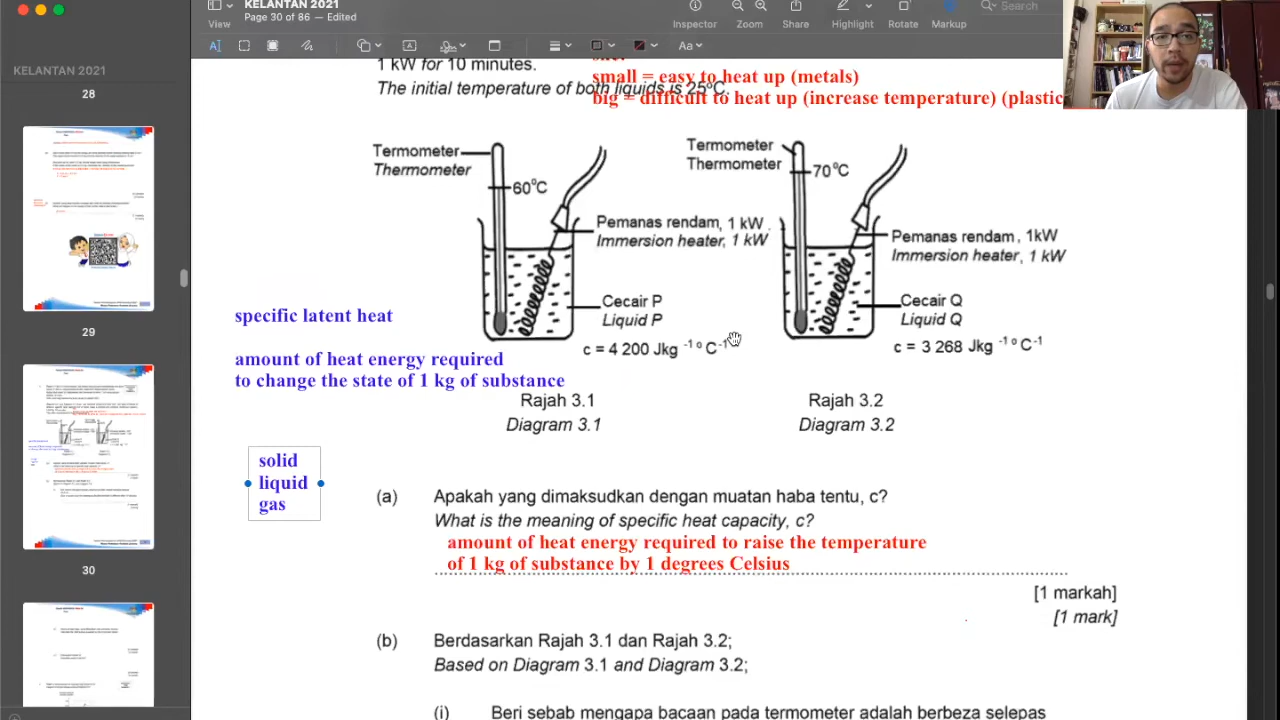 KELANTAN 2021
Page 30 of 86 – Edited
View
Inspector
Zoom
Share
Highlight
Rotate
Markup
Search
Aa
KELANTAN 2021
28
29
30
1 kW for 10 minutes.
The initial temperature of both liquids is 25°C.
small = easy to heat up (metals)
big = difficult to heat up (increase temperature) (plastic
Termometer
Thermometer
60°C
Pemanas rendam, 1 kW
Immersion heater, 1 kW
Cecair P
Liquid P
c = 4 200 Jkg ⁻¹ °C⁻¹
Rajah 3.1
Diagram 3.1
Termometer
Thermometer
70°C
Pemanas rendam, 1kW
Immersion heater, 1 kW
Cecair Q
Liquid Q
c = 3 268 Jkg ⁻¹ °C⁻¹
Rajah 3.2
Diagram 3.2
specific latent heat
amount of heat energy required
to change the state of 1 kg of substance
solid
liquid
gas
(a) Apakah yang dimaksudkan dengan muatan haba tentu, c?
What is the meaning of specific heat capacity, c?
amount of heat energy required to raise the temperature
of 1 kg of substance by 1 degrees Celsius
[1 markah]
[1 mark]
(b) Berdasarkan Rajah 3.1 dan Rajah 3.2;
Based on Diagram 3.1 and Diagram 3.2;
(i) Beri sebab mengapa bacaan pada termometer adalah berbeza selepas